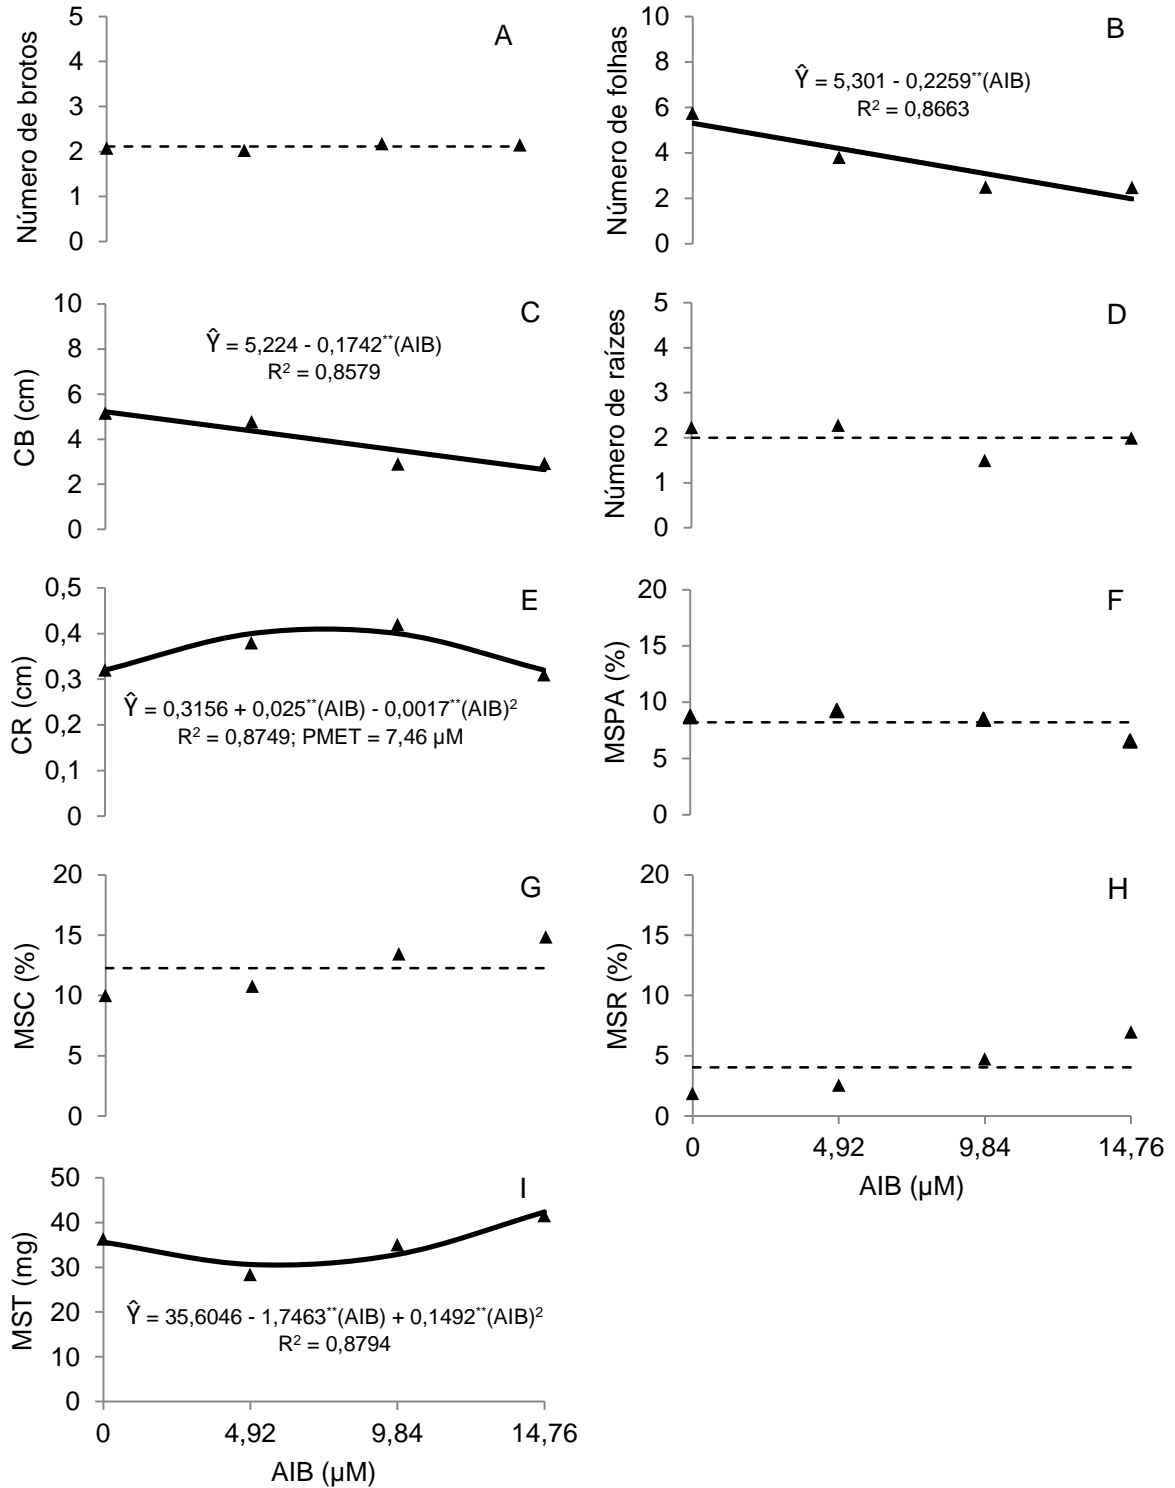 A
Número de brotos
5
4
3
2
1
0
B
Número de folhas
10
8
6
4
2
0
Ŷ = 5,301 - 0,2259**(AIB)
R² = 0,8663
C
CB (cm)
10
8
6
4
2
0
Ŷ = 5,224 - 0,1742**(AIB)
R² = 0,8579
D
Número de raízes
5
4
3
2
1
0
E
CR (cm)
0,5
0,4
0,3
0,2
0,1
0
Ŷ = 0,3156 + 0,025**(AIB) - 0,0017**(AIB)²
R² = 0,8749; PMET = 7,46 µM
F
MSPA (%)
20
15
10
5
0
G
MSC (%)
20
15
10
5
0
H
MSR (%)
20
15
10
5
0
0 4,92 9,84 14,76
AIB (µM)
I
MST (mg)
50
40
30
20
10
0
Ŷ = 35,6046 - 1,7463**(AIB) + 0,1492**(AIB)²
R² = 0,8794
0 4,92 9,84 14,76
AIB (µM)